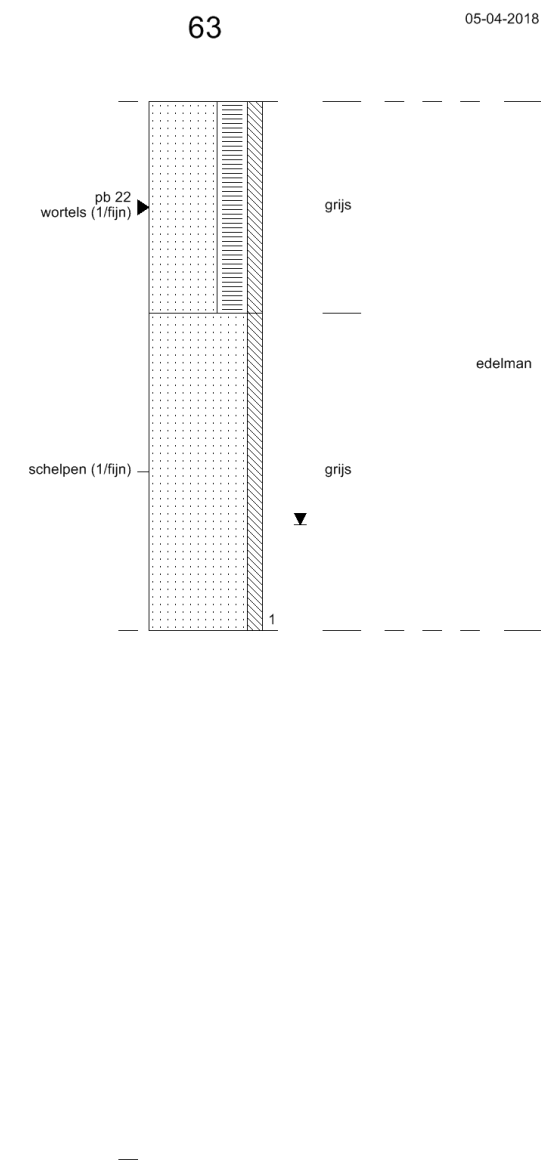 63
05-04-2018
pb 22
wortels (1/fijn)
grijs
edelman
schelpen (1/fijn)
grijs
1